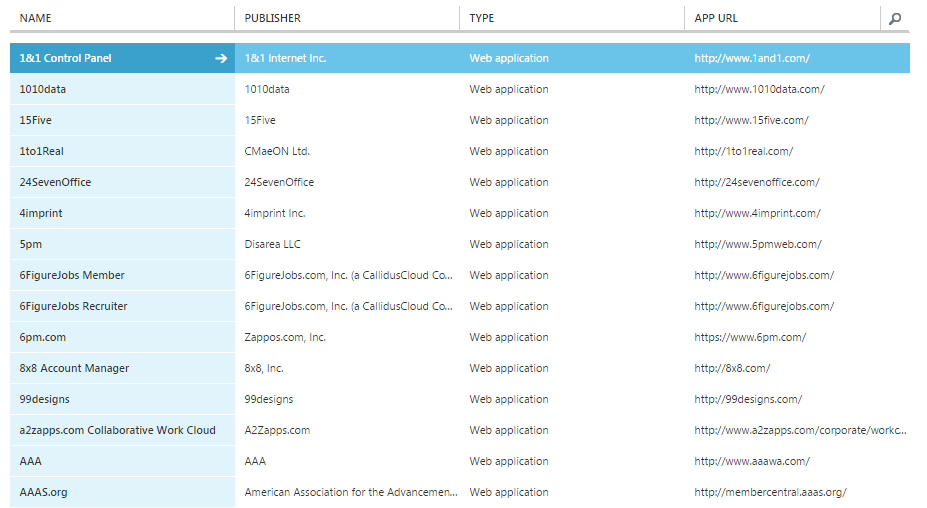 NAME PUBLISHER TYPE APP URL
1&1 Control Panel 1&1 Internet Inc. Web application http://www.1and1.com/
1010data 1010data Web application http://www.1010data.com/
15Five 15Five Web application http://www.15five.com/
1to1Real CMaeON Ltd. Web application http://1to1real.com/
24SevenOffice 24SevenOffice Web application http://24sevenoffice.com/
4imprint 4imprint Inc. Web application http://www.4imprint.com/
5pm Disarea LLC Web application http://www.5pmweb.com/
6FigureJobs Member 6FigureJobs.com, Inc. (a CallidusCloud Co... Web application http://www.6figurejobs.com/
6FigureJobs Recruiter 6FigureJobs.com, Inc. (a CallidusCloud Co... Web application http://www.6figurejobs.com/
6pm.com Zappos.com, Inc. Web application https://www.6pm.com/
8x8 Account Manager 8x8, Inc. Web application http://8x8.com/
99designs 99designs Web application http://99designs.com/
a2zapps.com Collaborative Work Cloud A2Zapps.com Web application http://www.a2zapps.com/corporate/workc...
AAA AAA Web application http://www.aaawa.com/
AAAS.org American Association for the Advancemen... Web application http://membercentral.aaas.org/